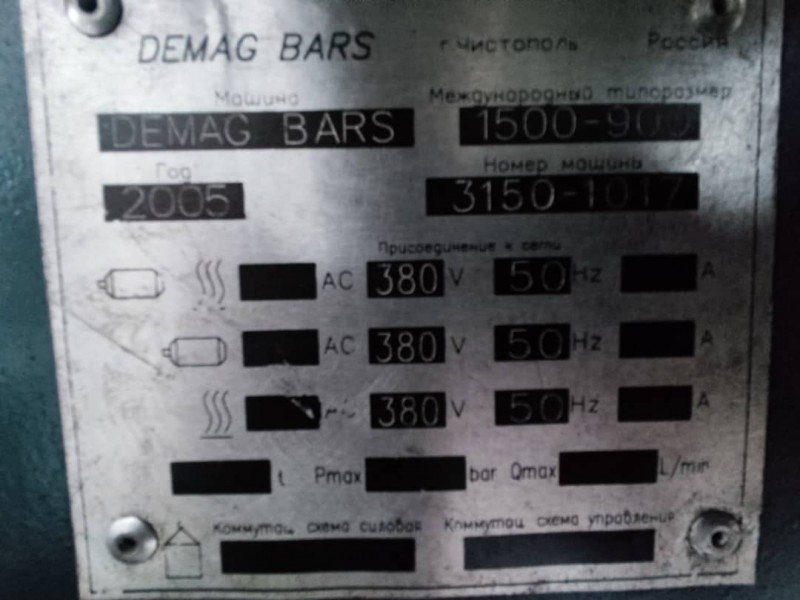 DEMAG BARS г.Чистополь Россия
Машина Международный типоразмер
DEMAG BARS 1500-900
Год Номер машины
2005 3150-1017
Присоединение к сети
AC 380 V 50 Hz A
AC 380 V 50 Hz A
380 V 50 Hz A
t Pmax bar Qmax L/min
Коммутац схема силовая Коммутац схема управления